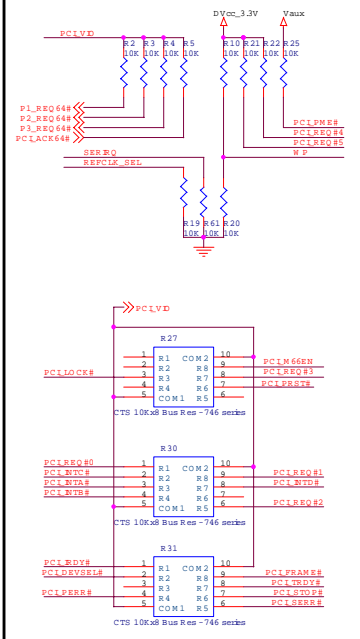 DVcc_3.3V Vaux
PCI_VIO
R2 R3 R4 R5 R10 R21 R22 R25
10K 10K 10K 10K 10K 10K 10K 10K
P1_REQ64#
P2_REQ64#
P3_REQ64#
PCI_ACK64#
PCI_PME#
PCI_REQ#4
PCI_REQ#5
WP
SERIRQ
REFCLK_SEL
R19 R61 R20
10K 10K 10K
PCI_VIO
R27
1 R1 COM2 10
2 R2 R8 9 PCI_M66EN
PCI_LOCK# 3 R3 R7 8 PCI_REQ#3
4 R4 R6 7 PCI_PRST#
5 COM1 R5 6
CTS 10Kx8 Bus Res - 746 series
R30
PCI_REQ#0 1 R1 COM2 10
PCI_INTC# 2 R2 R8 9 PCI_REQ#1
PCI_INTA# 3 R3 R7 8 PCI_INTD#
PCI_INTB# 4 R4 R6 7
5 COM1 R5 6 PCI_REQ#2
CTS 10Kx8 Bus Res - 746 series
R31
PCI_IRDY# 1 R1 COM2 10
PCI_DEVSEL# 2 R2 R8 9 PCI_FRAME#
3 R3 R7 8 PCI_TRDY#
PCI_PERR# 4 R4 R6 7 PCI_STOP#
5 COM1 R5 6 PCI_SERR#
CTS 10Kx8 Bus Res - 746 series